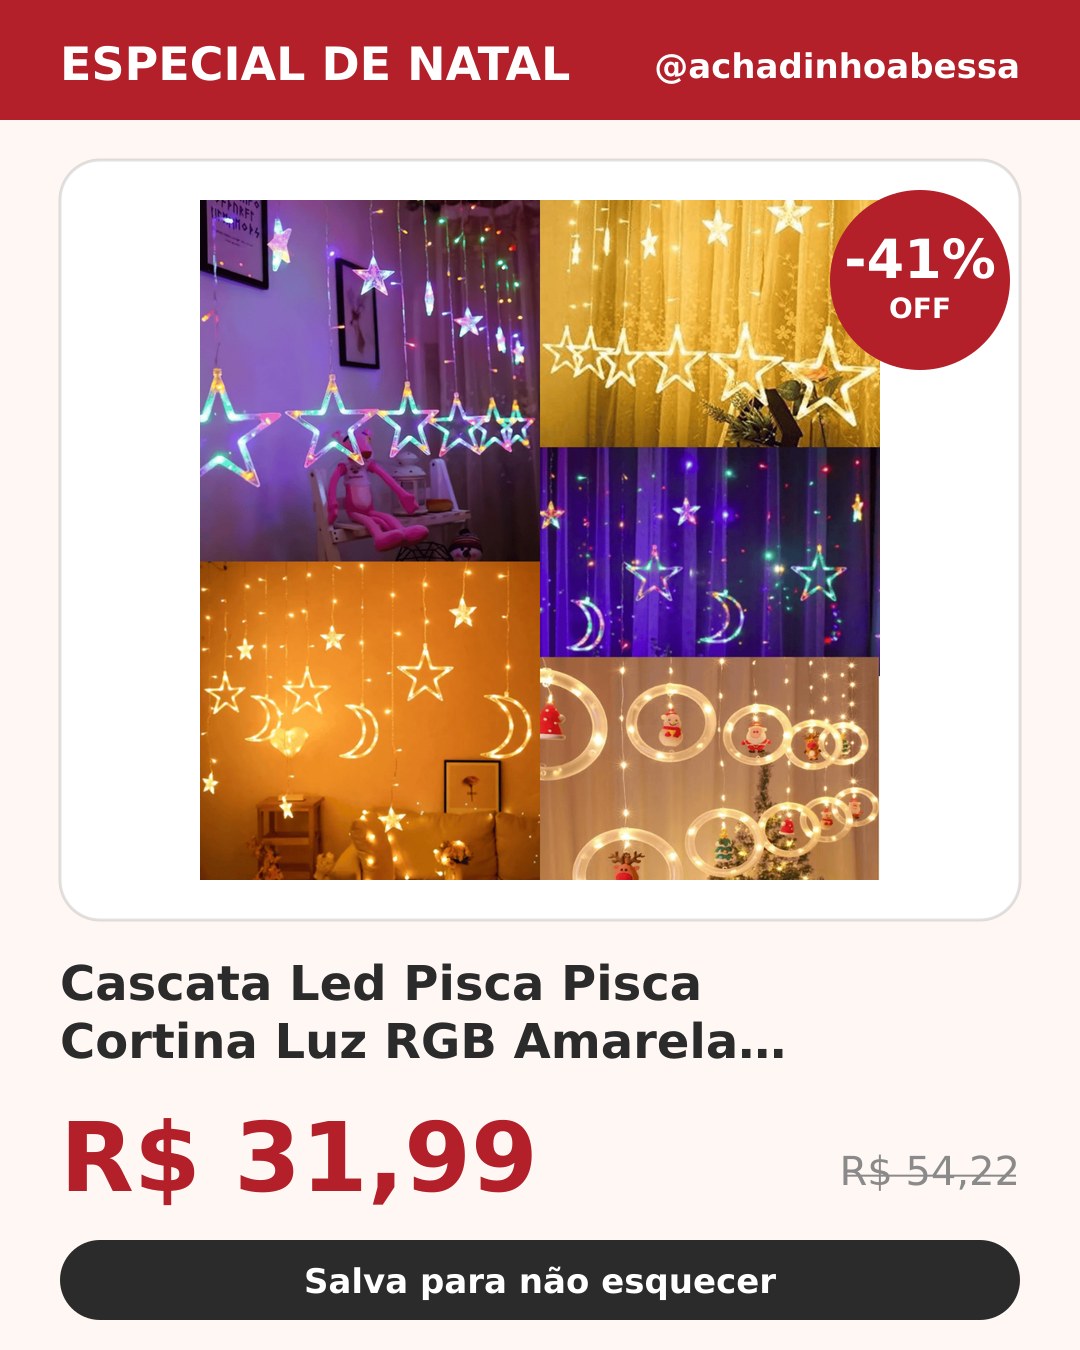 ESPECIAL DE NATAL
@achadinhoabessa
-41%
OFF
Cascata Led Pisca Pisca
Cortina Luz RGB Amarela...
R$ 31,99
R$ 54,22
Salva para não esquecer